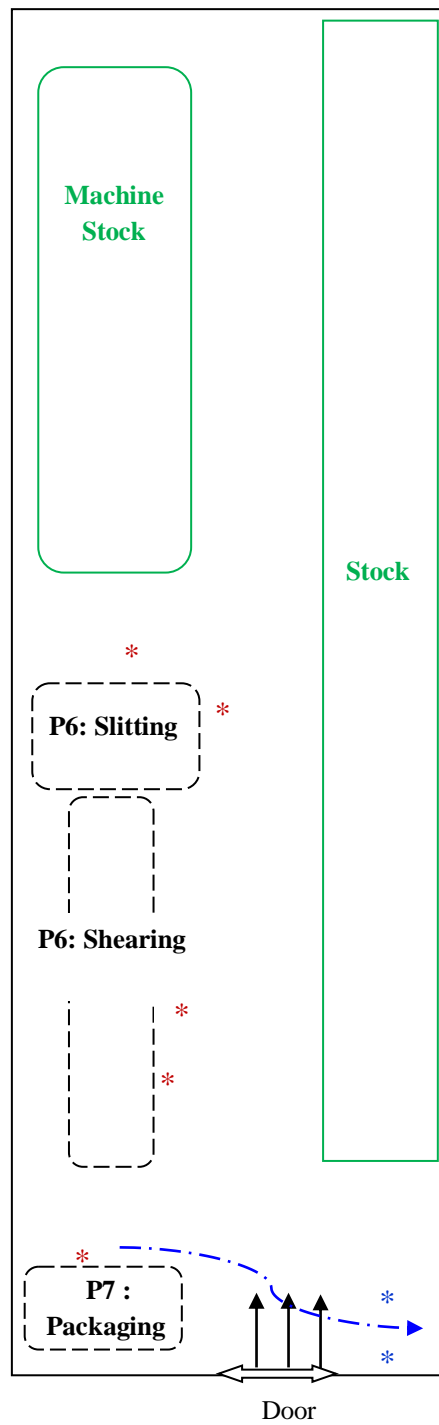 Machine
Stock
Stock
*
*
P6: Slitting
P6: Shearing
*
*
*
P7 :
Packaging
*
*
Door